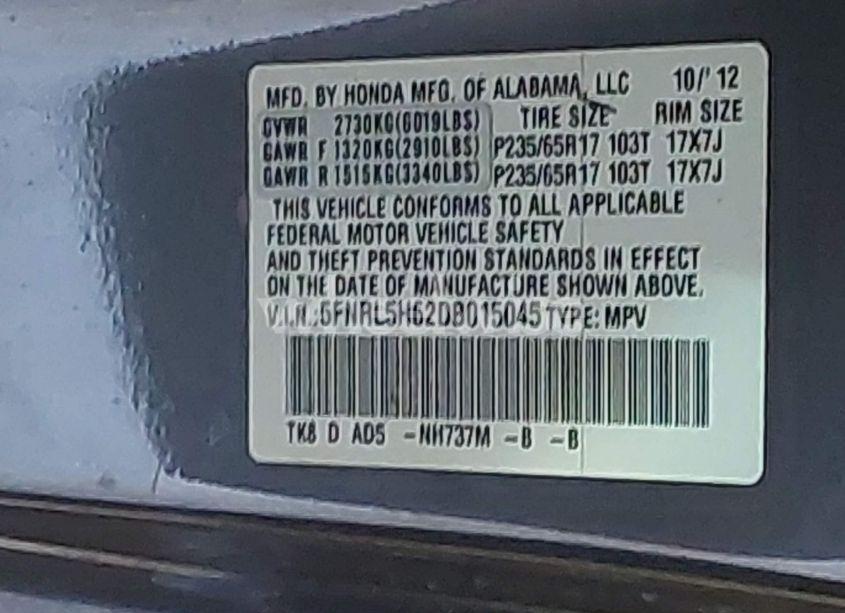 MFD. BY HONDA MFG. OF ALABAMA, LLC 10/'12
GVWR 2730KG(6019LBS) TIRE SIZE RIM SIZE
GAWR F 1320KG(2910LBS) P235/65R17 103T 17X7J
GAWR R 1515KG(3340LBS) P235/65R17 103T 17X7J
THIS VEHICLE CONFORMS TO ALL APPLICABLE
FEDERAL MOTOR VEHICLE SAFETY
AND THEFT PREVENTION STANDARDS IN EFFECT
ON THE DATE OF MANUFACTURE SHOWN ABOVE.
V.I.N.:5FNRL5H62DB015045 TYPE: MPV
TK8 D AD5 -NH737M -B -B